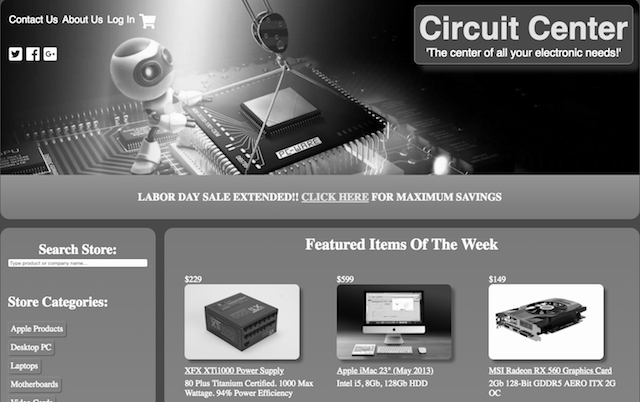 Contact Us About Us Log In
Circuit Center
'The center of all your electronic needs!'
PC-WARE
LABOR DAY SALE EXTENDED!! CLICK HERE FOR MAXIMUM SAVINGS
Search Store:
Type product or company name...
Store Categories:
Apple Products
Desktop PC
Laptops
Motherboards
Video Cards
Featured Items Of The Week
$229
XFX XTi1000 Power Supply
80 Plus Titanium Certified. 1000 Max
Wattage. 94% Power Efficiency
$599
Apple iMac 23" (May 2013)
Intel i5, 8Gb, 128Gb HDD
$149
MSI Radeon RX 560 Graphics Card
2Gb 128-Bit GDDR5 AERO ITX 2G
OC